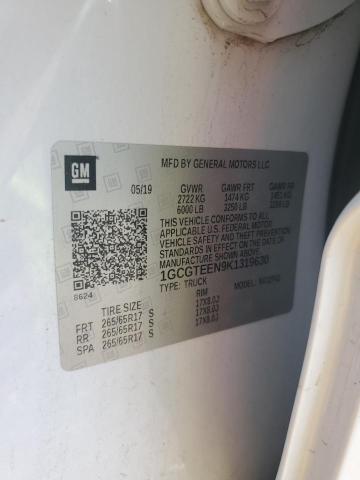 GM
MFD BY GENERAL MOTORS LLC
05/19 GVWR GAWR FRT GAWR RR
2722 KG 1474 KG 1451 KG
6000 LB 3250 LB 3200 LB
THIS VEHICLE CONFORMS TO ALL APPLICABLE U.S. FEDERAL MOTOR VEHICLE SAFETY AND THEFT PREVENTION STANDARDS IN EFFECT ON THE DATE OF MANUFACTURE SHOWN ABOVE.
1GCGTEEN9K1319630
TYPE: TRUCK MODEL:
8624
TIRE SIZE RIM
FRT 265/65R17 S 17X8.0J
RR 265/65R17 S 17X8.0J
SPA 265/65R17 S 17X8.0J